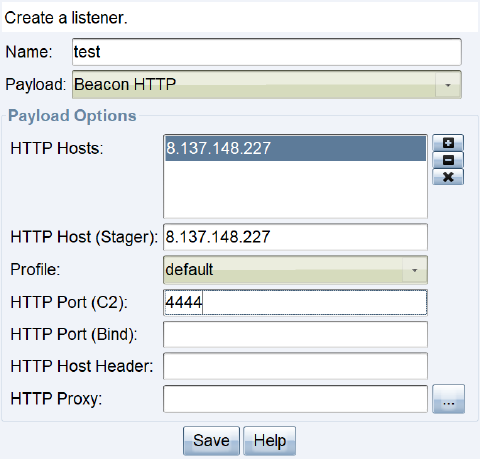 Create a listener.
Name: test
Payload: Beacon HTTP
Payload Options
HTTP Hosts: 8.137.148.227
HTTP Host (Stager): 8.137.148.227
Profile: default
HTTP Port (C2): 4444
HTTP Port (Bind):
HTTP Host Header:
HTTP Proxy: ...
Save Help